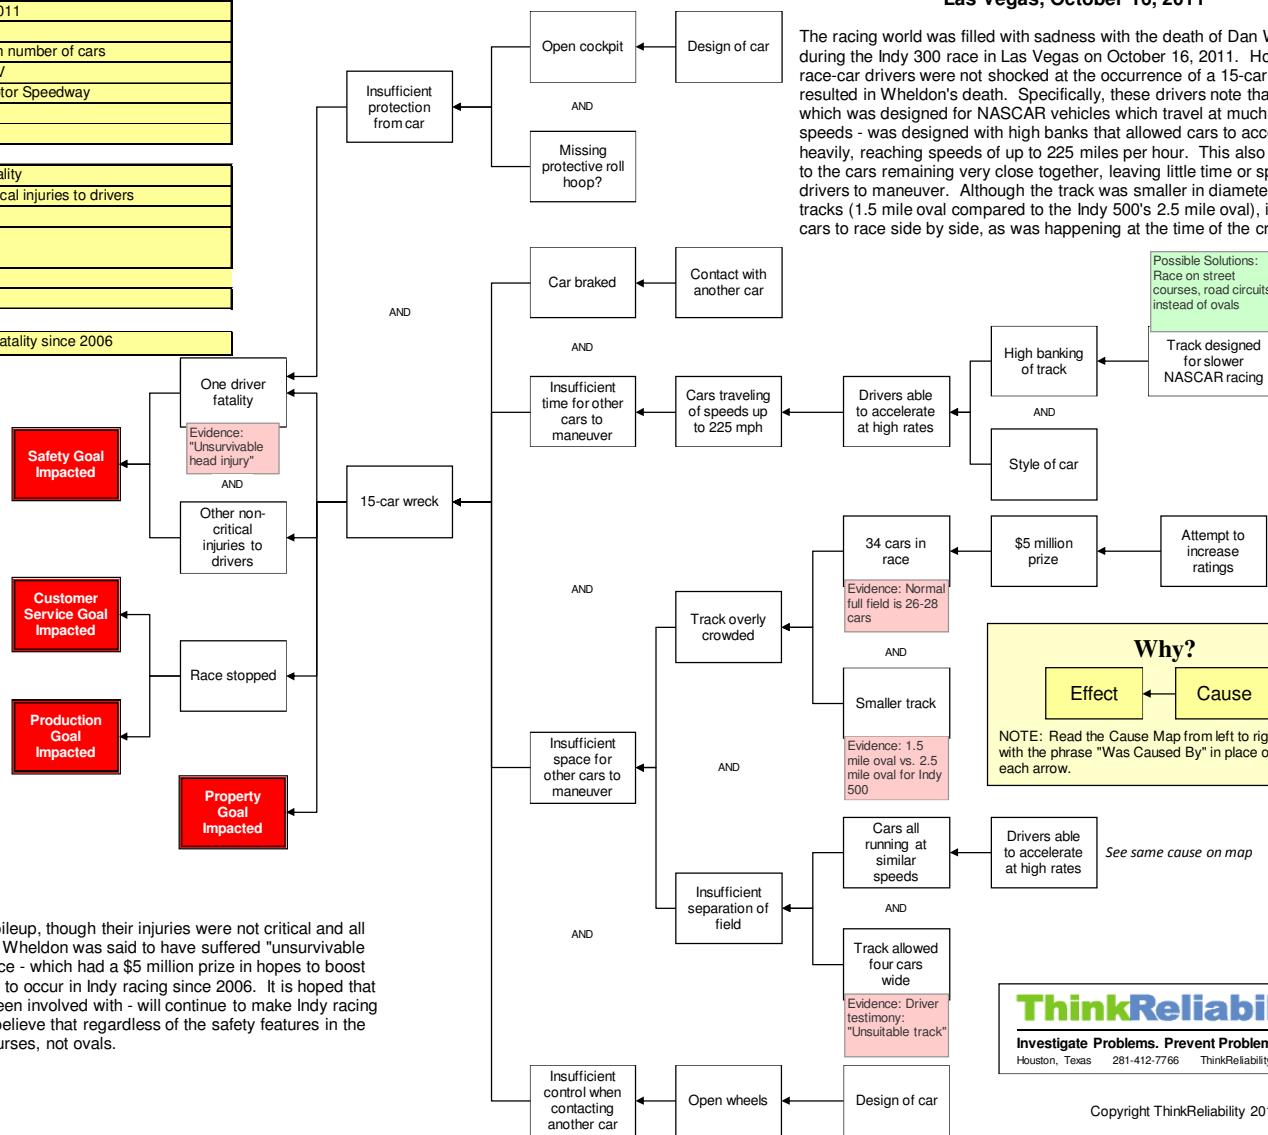 Las Vegas, October 16, 2011
011
n number of cars
tor Speedway
ality
cal injuries to drivers
atality since 2006
The racing world was filled with sadness with the death of Dan
during the Indy 300 race in Las Vegas on October 16, 2011.
race-car drivers were not shocked at the occurrence of a 15-car
resulted in Wheldon's death. Specifically, these drivers note tha
which was designed for NASCAR vehicles which travel at much
speeds - was designed with high banks that allowed cars to acc
heavily, reaching speeds of up to 225 miles per hour. This also
to the cars remaining very close together, leaving little time or sp
drivers to maneuver. Although the track was smaller in diamete
tracks (1.5 mile oval compared to the Indy 500's 2.5 mile oval), i
cars to race side by side, as was happening at the time of the cr
Open cockpit
Design of car
AND
Insufficient
protection
from car
Missing
protective roll
hoop?
AND
Car braked
Contact with
another car
AND
Possible Solutions:
Race on street
courses, road circuits
instead of ovals
Track designed
for slower
NASCAR racing
High banking
of track
AND
Style of car
Insufficient
time for other
cars to
maneuver
Cars traveling
of speeds up
to 225 mph
Drivers able
to accelerate
at high rates
One driver
fatality
Evidence:
"Unsurvivable
head injury"
AND
Other non-
critical
injuries to
drivers
Safety Goal
Impacted
15-car wreck
AND
34 cars in
race
Evidence: Normal
full field is 26-28
cars
$5 million
prize
Attempt to
increase
ratings
Customer
Service Goal
Impacted
Track overly
crowded
AND
Smaller track
Evidence: 1.5
mile oval vs. 2.5
mile oval for Indy
500
Why?
Effect
Cause
NOTE: Read the Cause Map from left to rig
with the phrase "Was Caused By" in place o
each arrow.
Race stopped
Production
Goal
Impacted
Property
Goal
Impacted
Insufficient
space for
other cars to
maneuver
AND
Cars all
running at
similar
speeds
Drivers able
to accelerate
at high rates
See same cause on map
AND
Insufficient
separation of
field
Track allowed
four cars
wide
Evidence: Driver
testimony:
"Unsuitable track"
AND
pileup, though their injuries were not critical and all
Wheldon was said to have suffered "unsurvivable
ce - which had a $5 million prize in hopes to boost
to occur in Indy racing since 2006. It is hoped that
een involved with - will continue to make Indy racing
believe that regardless of the safety features in the
urses, not ovals.
Insufficient
control when
contacting
another car
Open wheels
Design of car
ThinkReliabil
Investigate Problems. Prevent Problem
Houston, Texas 281-412-7766 ThinkReliability
Copyright ThinkReliability 20